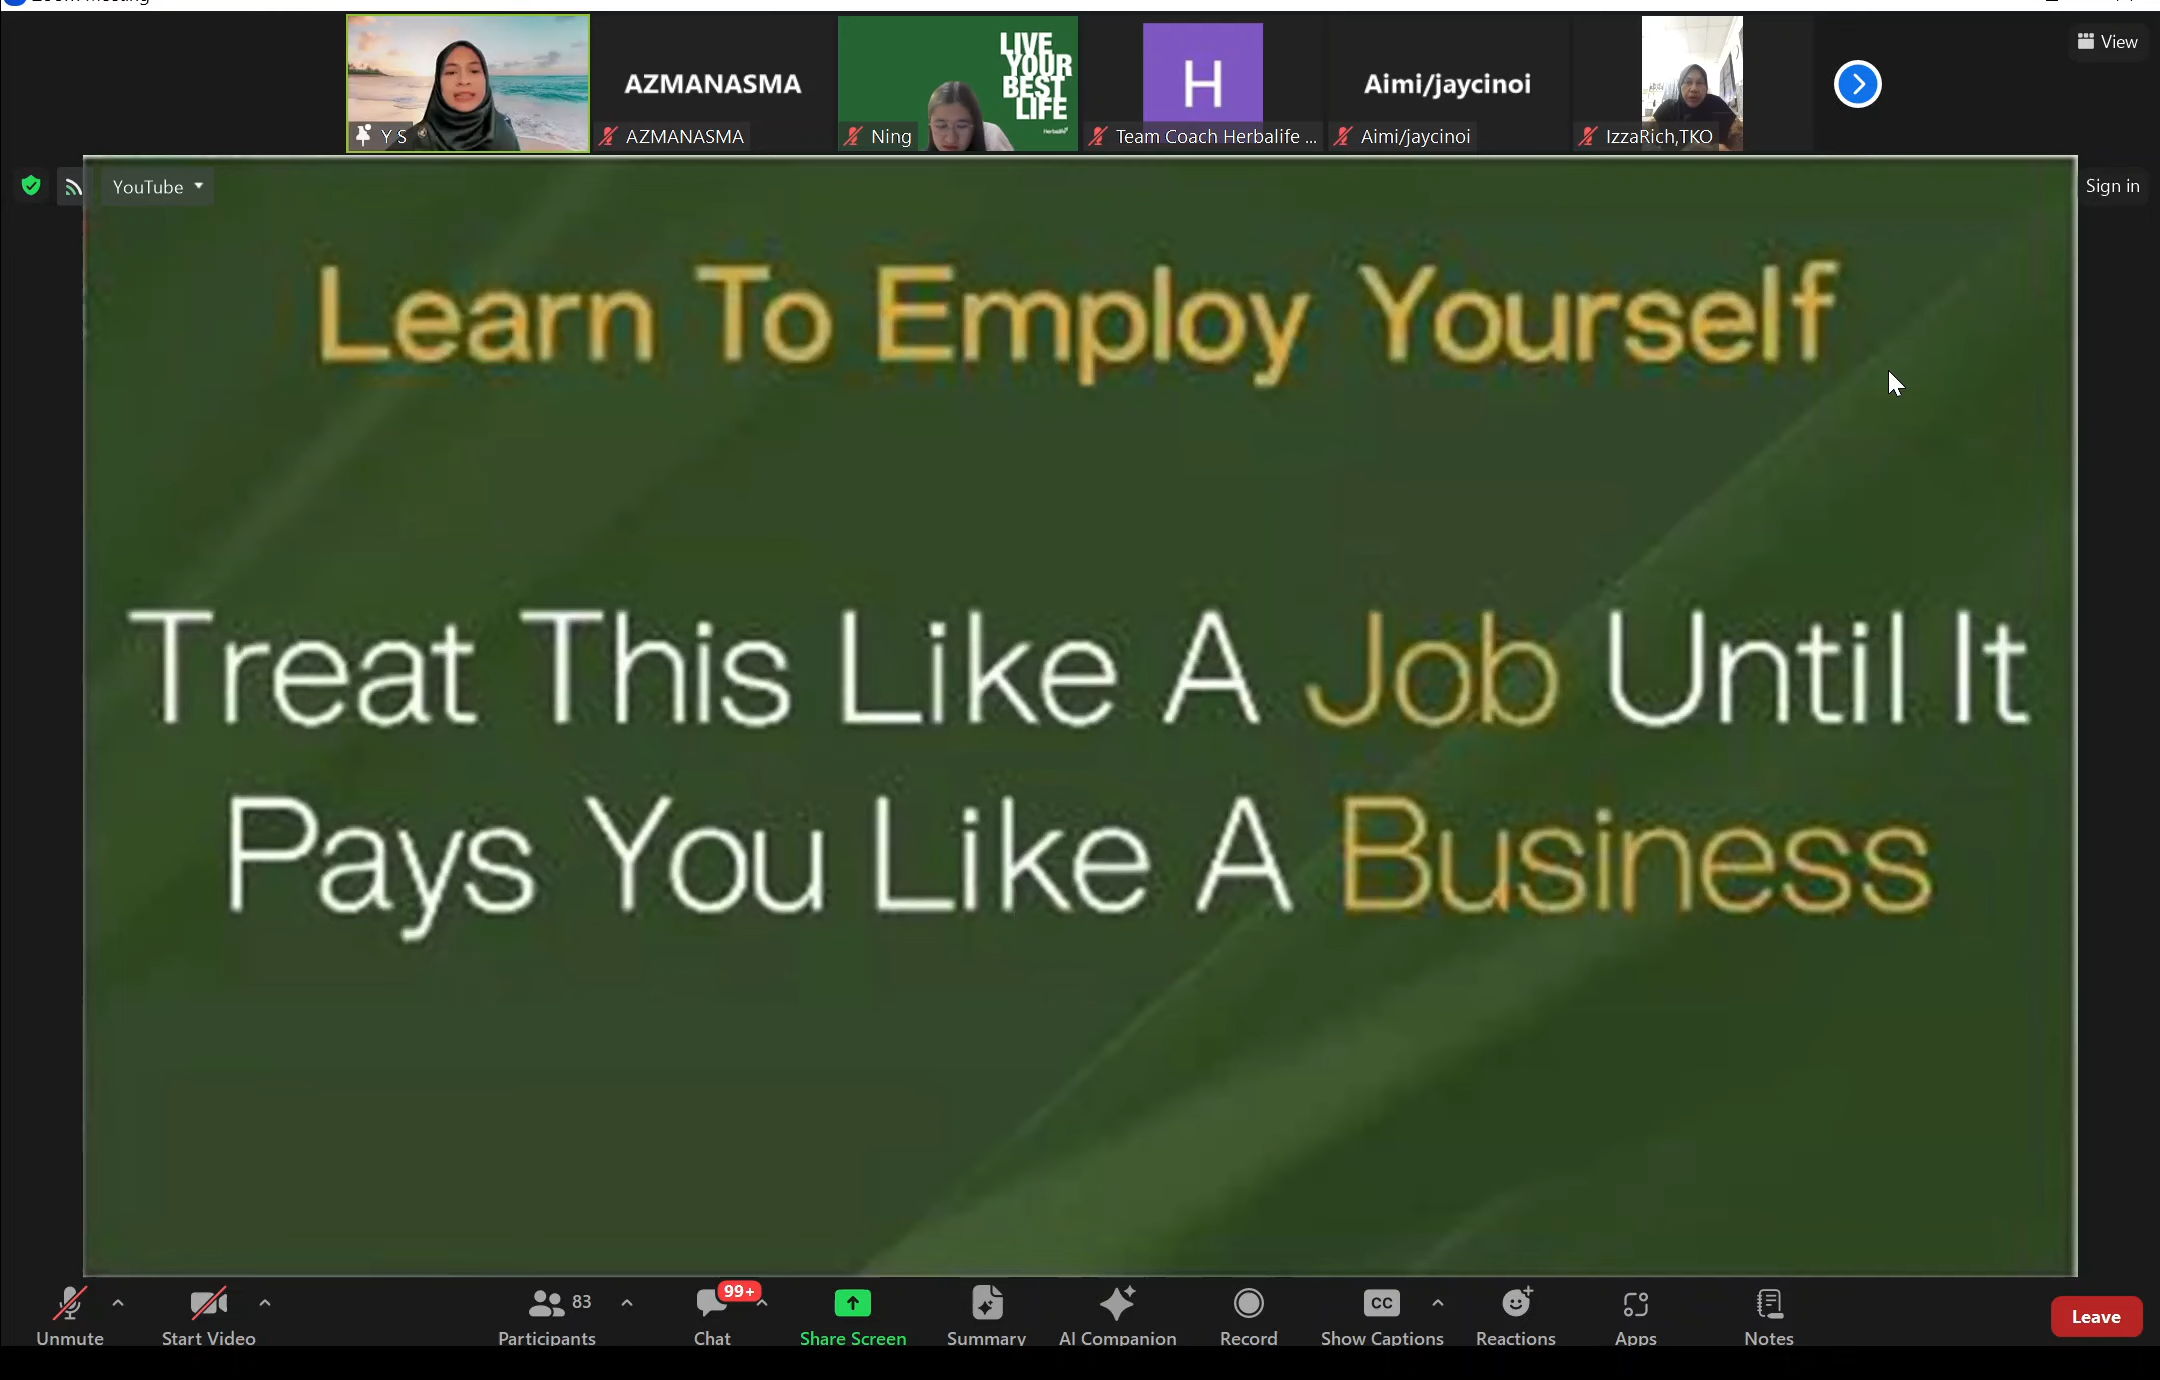 View
LIVE
YOUR
BEST
LIFE
Herbalife
AZMANASMA
H
Aimi/jaycinoi
Y S
AZMANASMA
Ning
Team Coach Herbalife ...
Aimi/jaycinoi
IzzaRich,TKO
YouTube
Sign in
Learn To Employ Yourself
Treat This Like A Job Until It
Pays You Like A Business
83
99+
CC
Unmute
Start Video
Participants
Chat
Share Screen
Summary
AI Companion
Record
Show Captions
Reactions
Apps
Notes
Leave